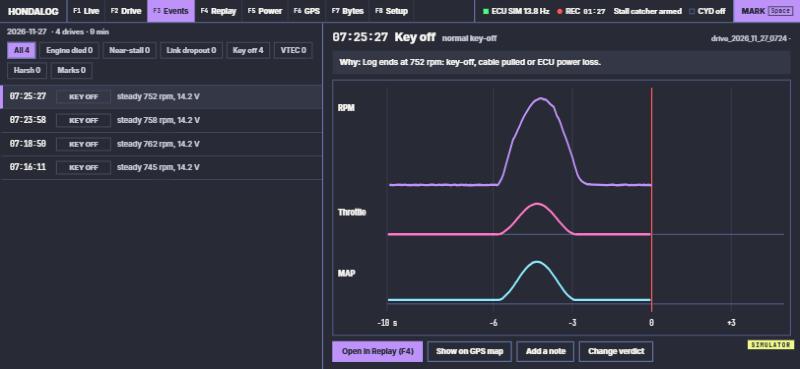 HONDALOG F1 Live F2 Drive F3 Events F4 Replay F5 Power F6 GPS F7 Bytes F8 Setup ECU SIM 13.8 Hz REC 01:27 Stall catcher armed CYD off MARK Space
2026-11-27 · 4 drives · 9 min
All 4 Engine died 0 Near-stall 0 Link dropout 0 Key off 4 VTEC 0
Harsh 0 Marks 0
07:25:27 KEY OFF steady 752 rpm, 14.2 V
07:23:58 KEY OFF steady 758 rpm, 14.2 V
07:18:50 KEY OFF steady 762 rpm, 14.2 V
07:16:11 KEY OFF steady 745 rpm, 14.2 V
07:25:27 Key off normal key-off drive_2026_11_27_0724 ·
Why: Log ends at 752 rpm: key-off, cable pulled or ECU power loss.
RPM
Throttle
MAP
-10 s -6 -3 0 +3
Open in Replay (F4) Show on GPS map Add a note Change verdict
SIMULATOR